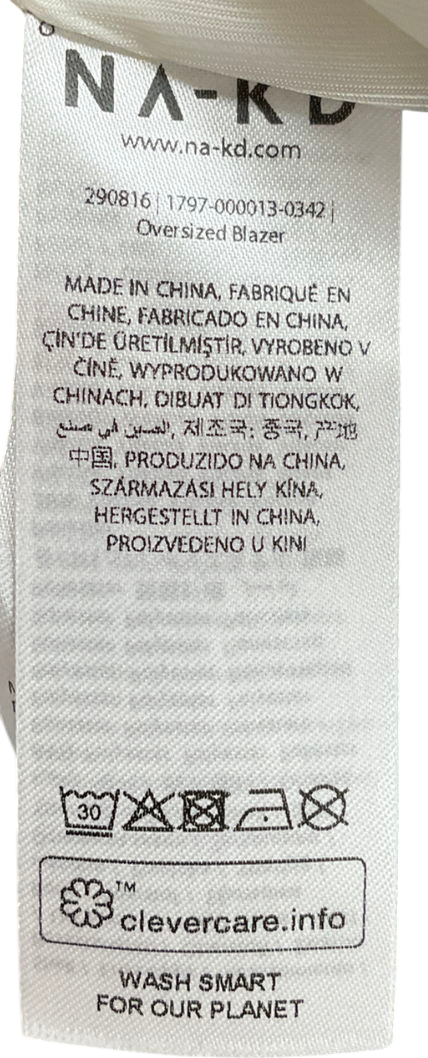 NA-KD
www.na-kd.com
290816 | 1797-000013-0342 |
Oversized Blazer
MADE IN CHINA, FABRIQUÉ EN
CHINE, FABRICADO EN CHINA,
ÇİN'DE ÜRETİLMİŞTİR, VYROBENO V
ČÍNĚ, WYPRODUKOWANO W
CHINACH, DIBUAT DI TIONGKOK,
الصين في صنع, 제조국: 중국, 产地
中国, PRODUZIDO NA CHINA,
SZÁRMAZÁSI HELY KÍNA,
HERGESTELLT IN CHINA,
PROIZVEDENO U KINI
30
™
clevercare.info
WASH SMART
FOR OUR PLANET